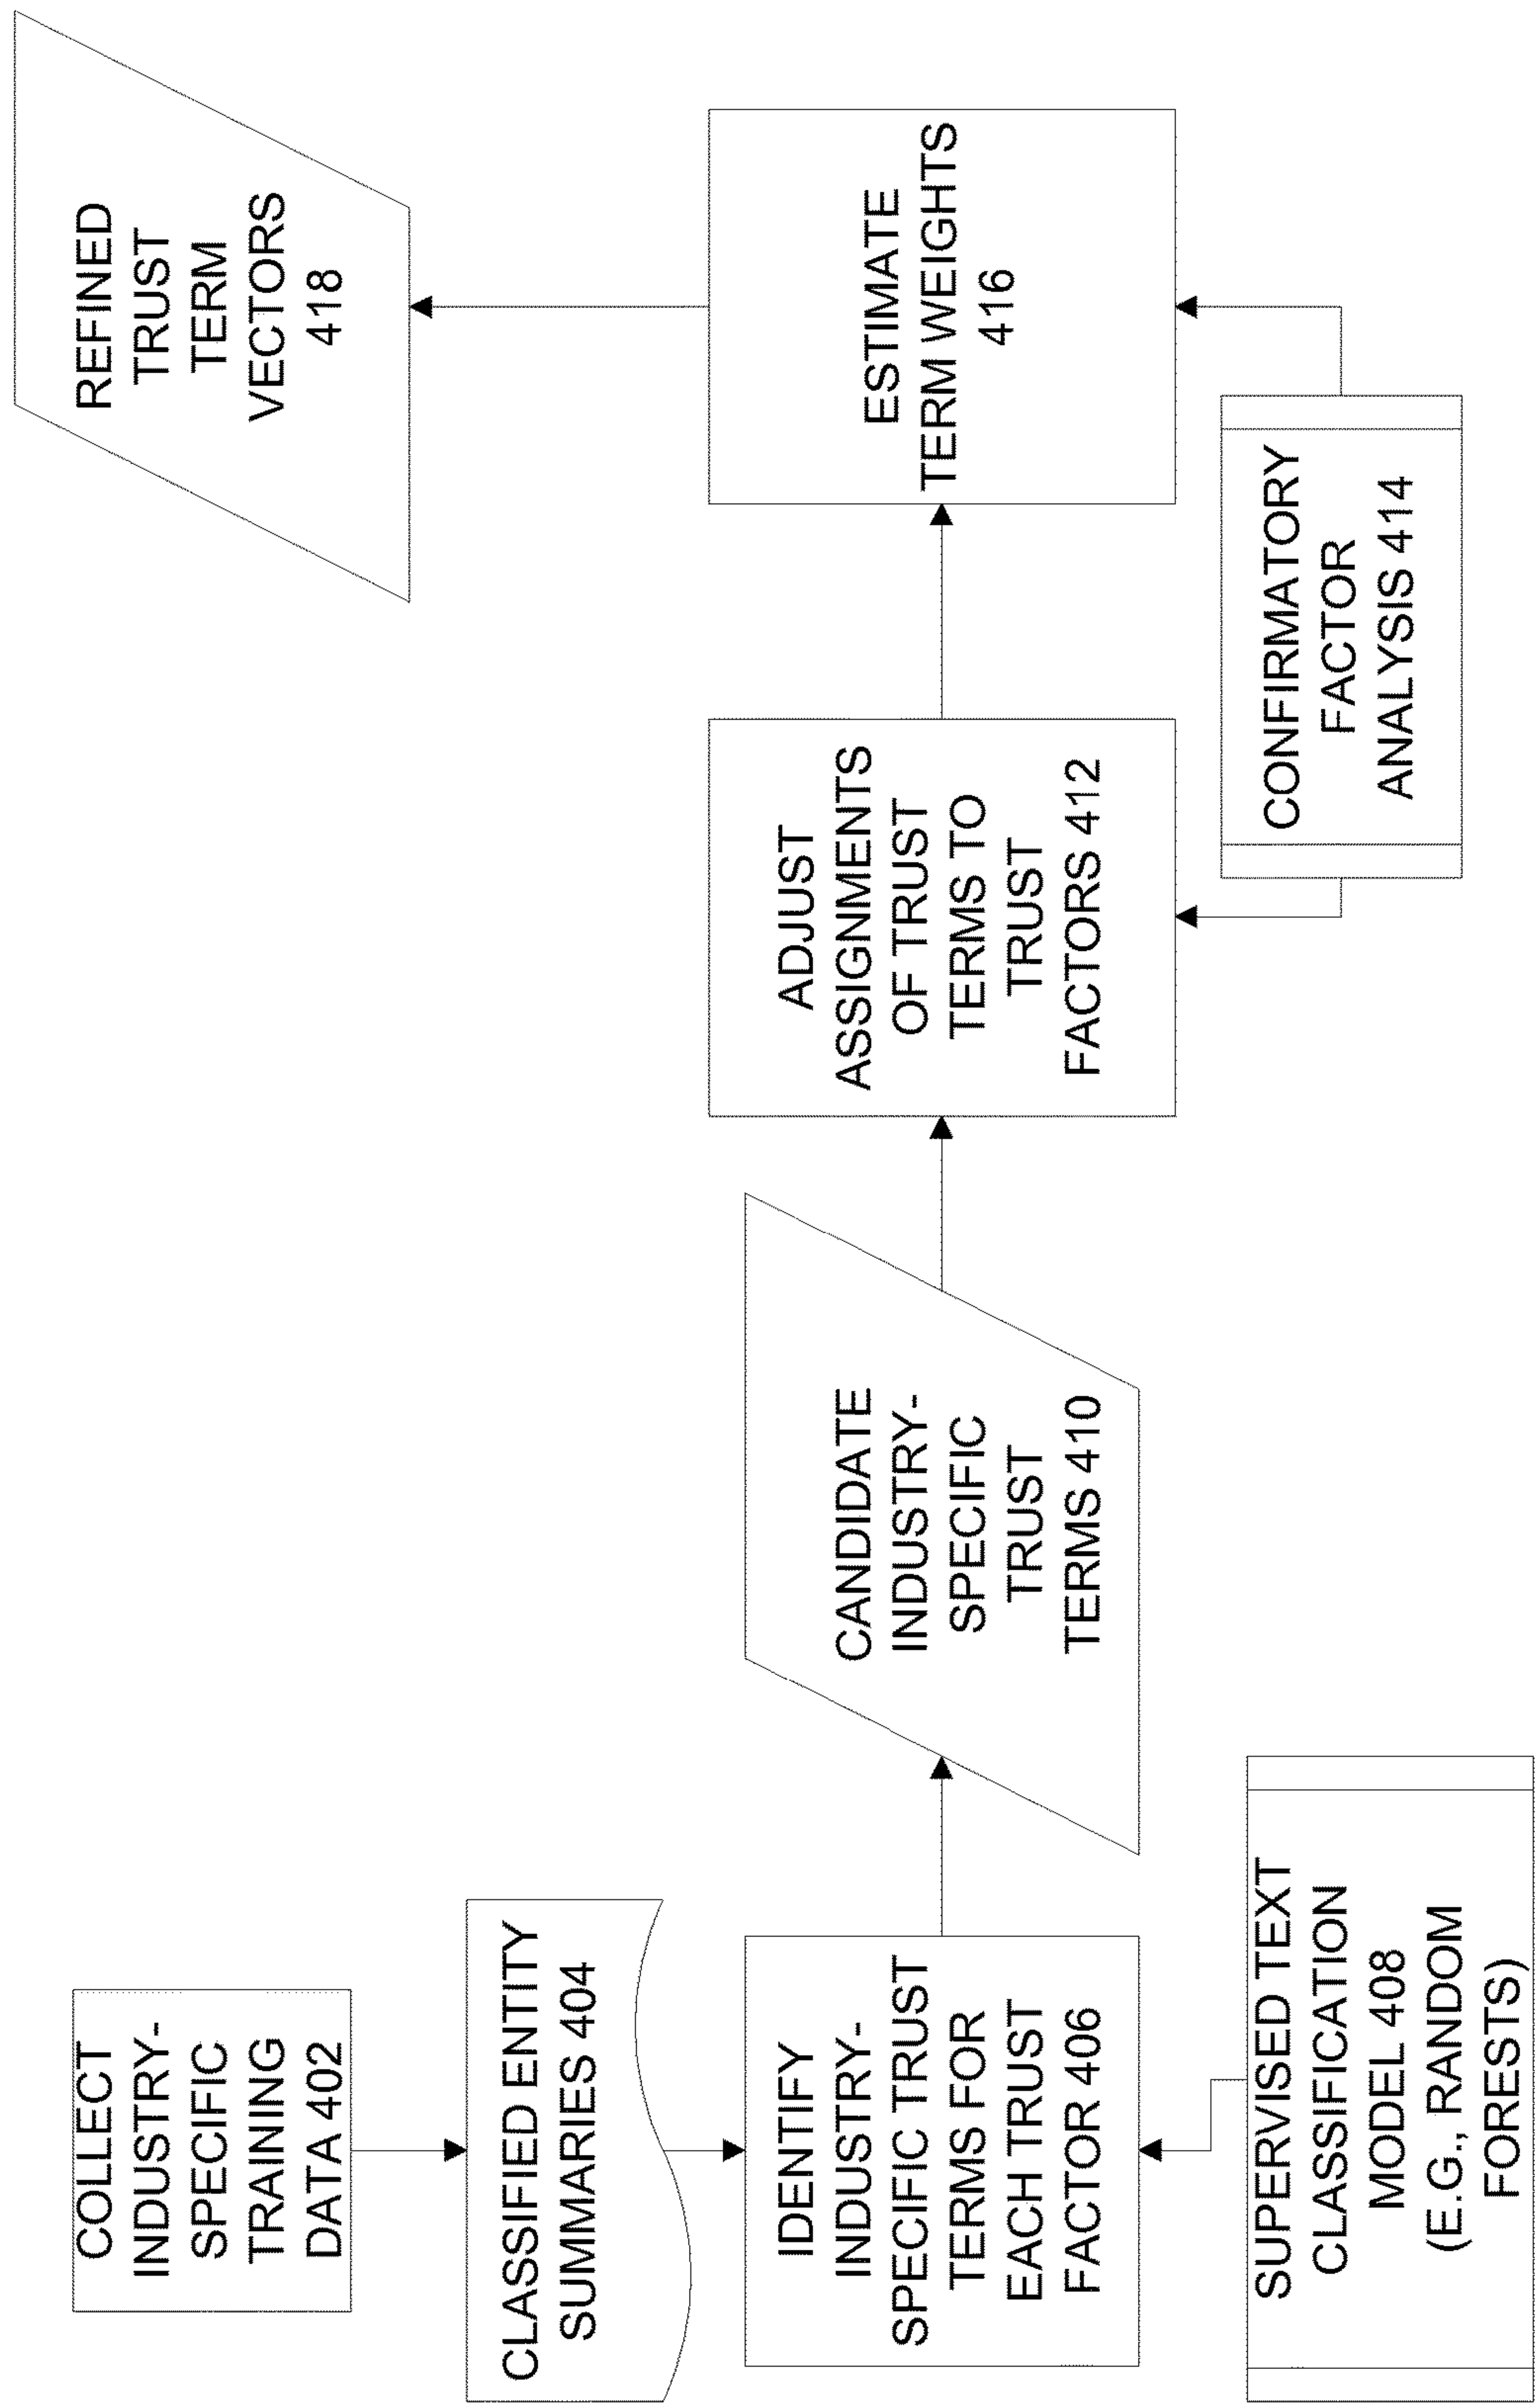 COLLECT
INDUSTRY-
SPECIFIC
TRAINING
DATA 402
CLASSIFIED ENTITY
SUMMARIES 404
IDENTIFY
INDUSTRY-
SPECIFIC TRUST
TERMS FOR
EACH TRUST
FACTOR 406
SUPERVISED TEXT
CLASSIFICATION
MODEL 408
(E.G., RANDOM
FORESTS)
CANDIDATE
INDUSTRY-
SPECIFIC
TRUST
TERMS 410
ADJUST
ASSIGNMENTS
OF TRUST
TERMS TO
TRUST
FACTORS 412
CONFIRMATORY
FACTOR
ANALYSIS 414
ESTIMATE
TERM WEIGHTS
416
REFINED
TRUST
TERM
VECTORS
418